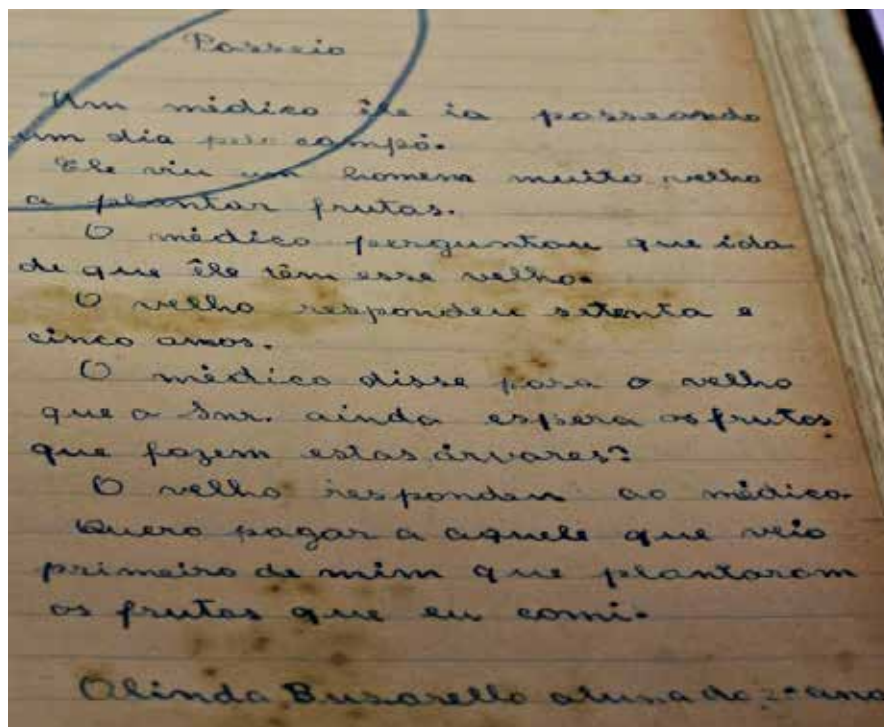 Passeio
Um médico êle ia passeando
um dia pelo campo.
Ele viu um homem muito velho
a plantar frutas.
O médico perguntou que ida
de que êle têm esse velho.
O velho respondeu setenta e
cinco anos.
O médico disse para o velho
que o Snr. ainda espera os frutos
que fazem estas árvares?
O velho respondeu ao médico.
Quero pagar a aquele que veio
primeiro de mim que plantaram
os frutos que eu comi.
Olinda Busarello aluna do 2º ano